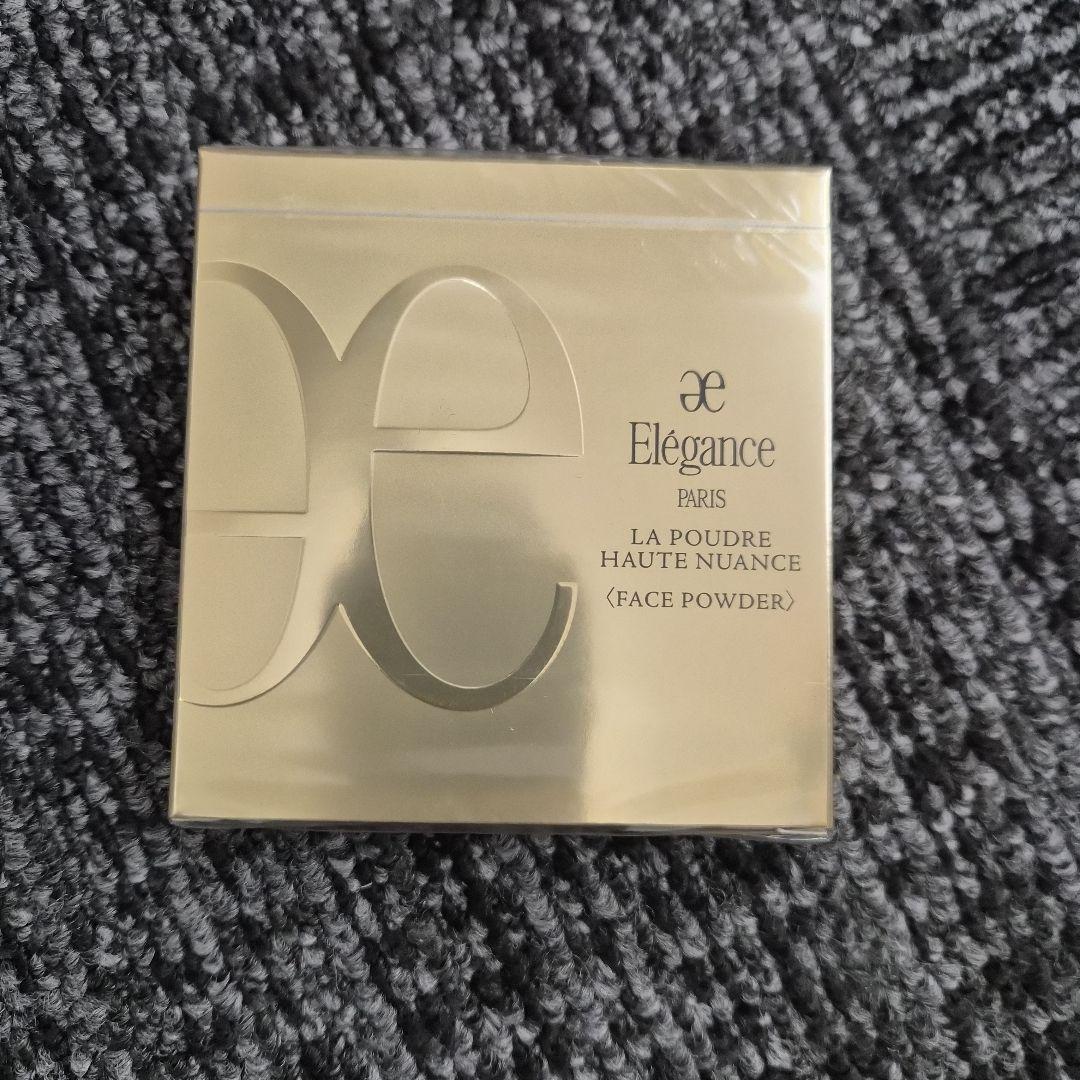 Elégance
PARIS
LA POUDRE
HAUTE NUANCE
〈FACE POWDER〉